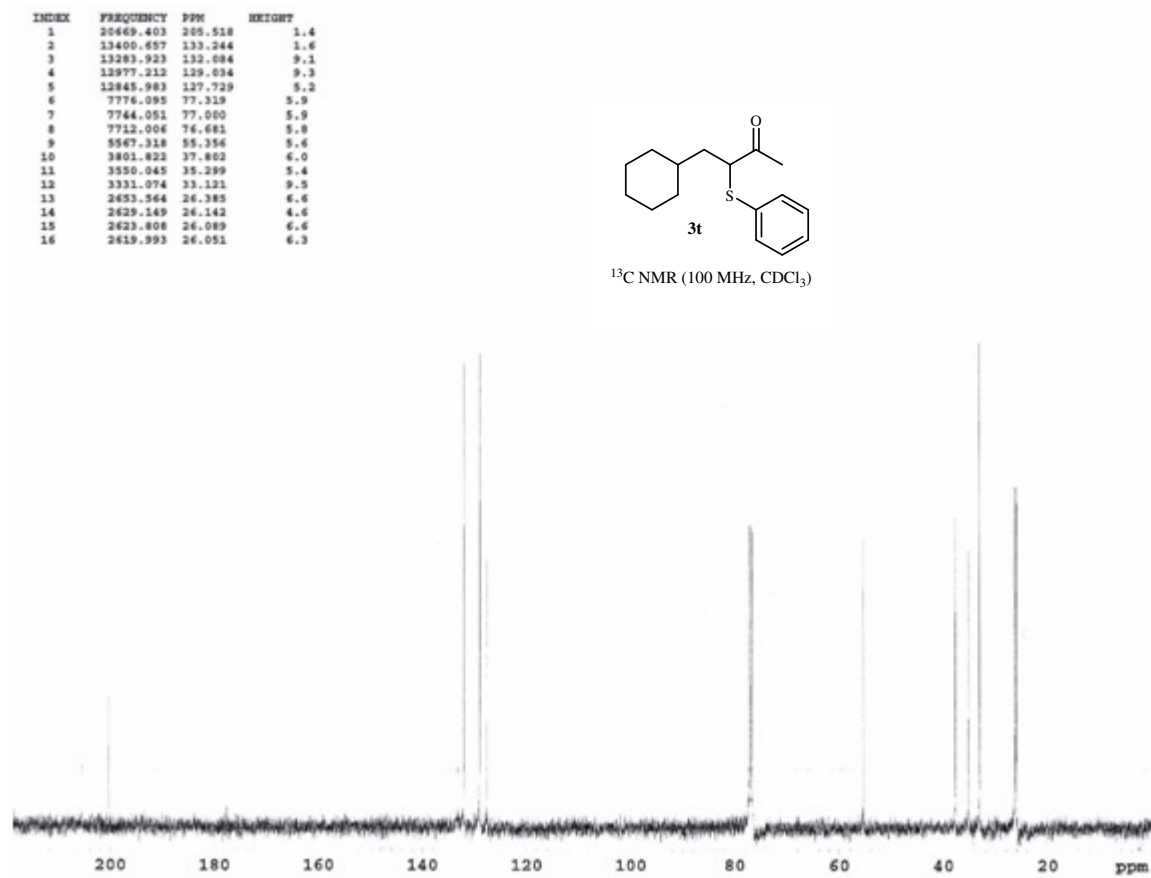 INDEX FREQUENCY PPM HEIGHT
1 20669.403 205.518 1.4
2 13400.657 133.244 1.6
3 13283.923 132.084 9.1
4 12977.212 129.034 9.3
5 12845.983 127.729 5.2
6 7776.095 77.319 5.9
7 7744.051 77.000 5.9
8 7712.006 76.681 5.8
9 5567.318 55.356 5.6
10 3801.822 37.802 6.0
11 3550.045 35.299 5.4
12 3331.074 33.121 9.5
13 2653.564 26.385 6.6
14 2629.149 26.142 4.6
15 2623.808 26.089 6.6
16 2619.993 26.051 6.3
O
S
3t
¹³C NMR (100 MHz, CDCl₃)
200 180 160 140 120 100 80 60 40 20 ppm